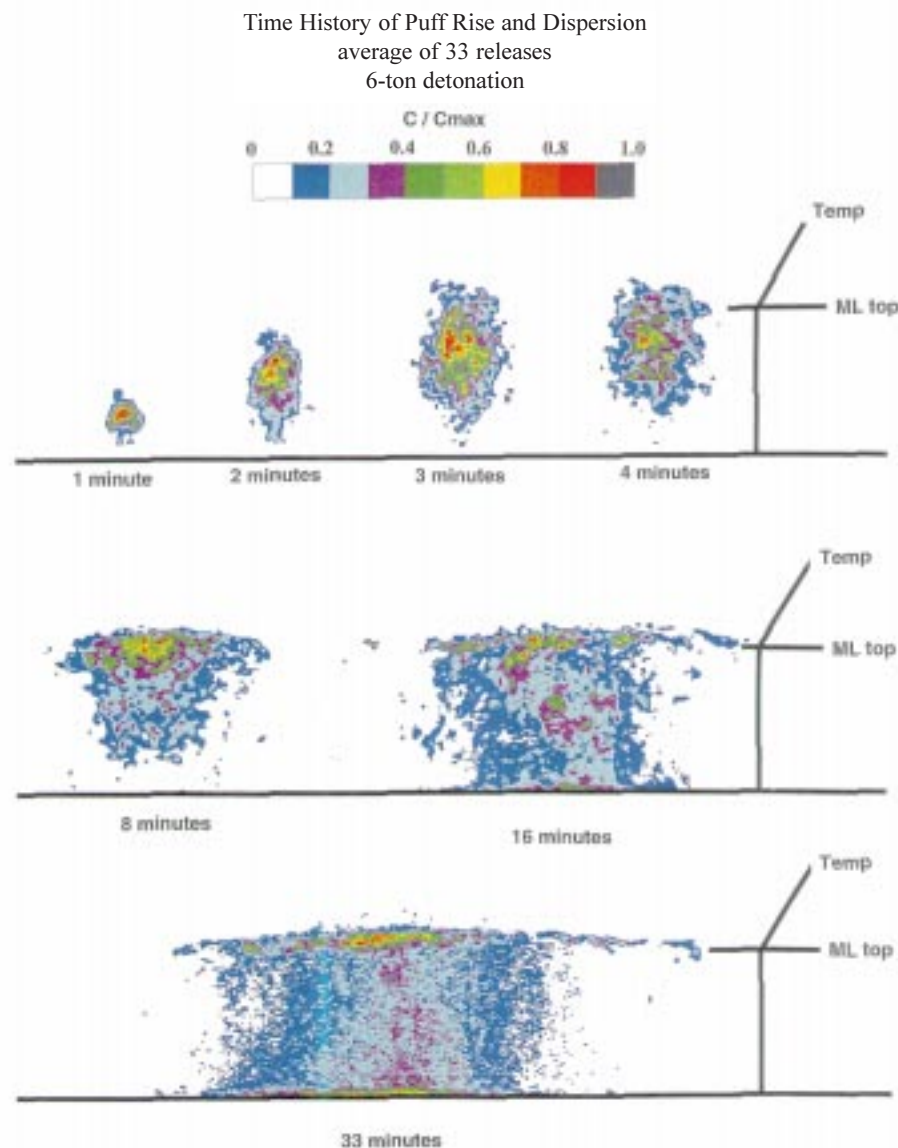 Time History of Puff Rise and Dispersion
average of 33 releases
6-ton detonation
C / Cmax
0 0.2 0.4 0.6 0.8 1.0
Temp
ML top
1 minute 2 minutes 3 minutes 4 minutes
Temp
ML top
8 minutes 16 minutes
Temp
ML top
33 minutes